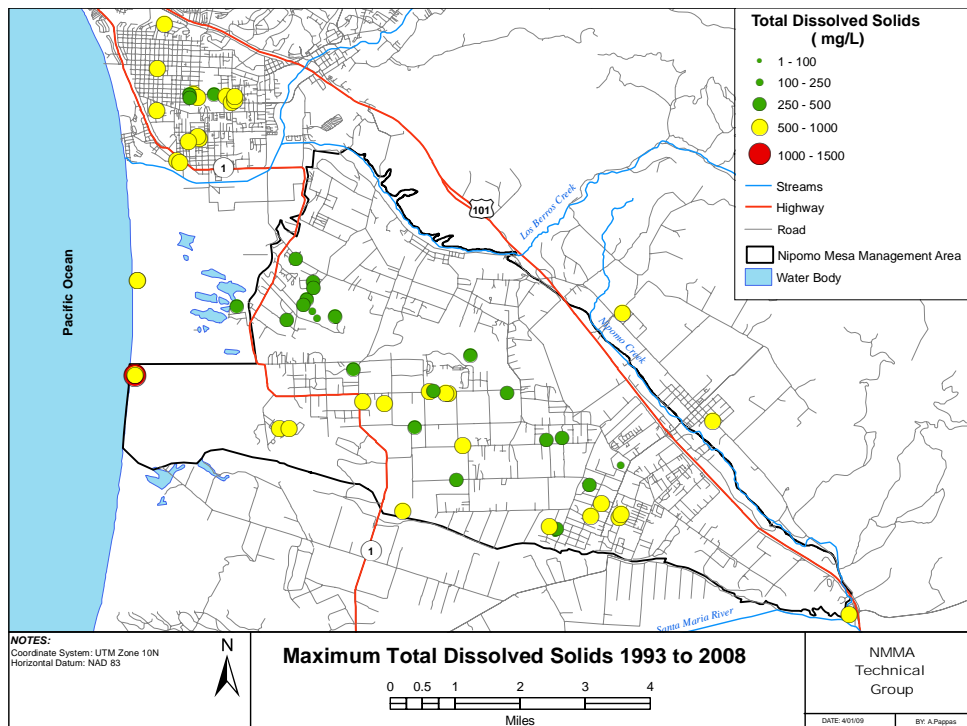 Total Dissolved Solids
( mg/L)
1 - 100
100 - 250
250 - 500
500 - 1000
1000 - 1500
Streams
Highway
Road
Nipomo Mesa Management Area
Water Body
1
101
Los Berros Creek
Pacific Ocean
Nipomo Creek
1
Santa Maria River
NOTES:
Coordinate System: UTM Zone 10N
Horizontal Datum: NAD 83
N
Maximum Total Dissolved Solids 1993 to 2008
0 0.5 1 2 3 4
Miles
NMMA
Technical
Group
DATE: 4/01/09
BY: A.Pappas